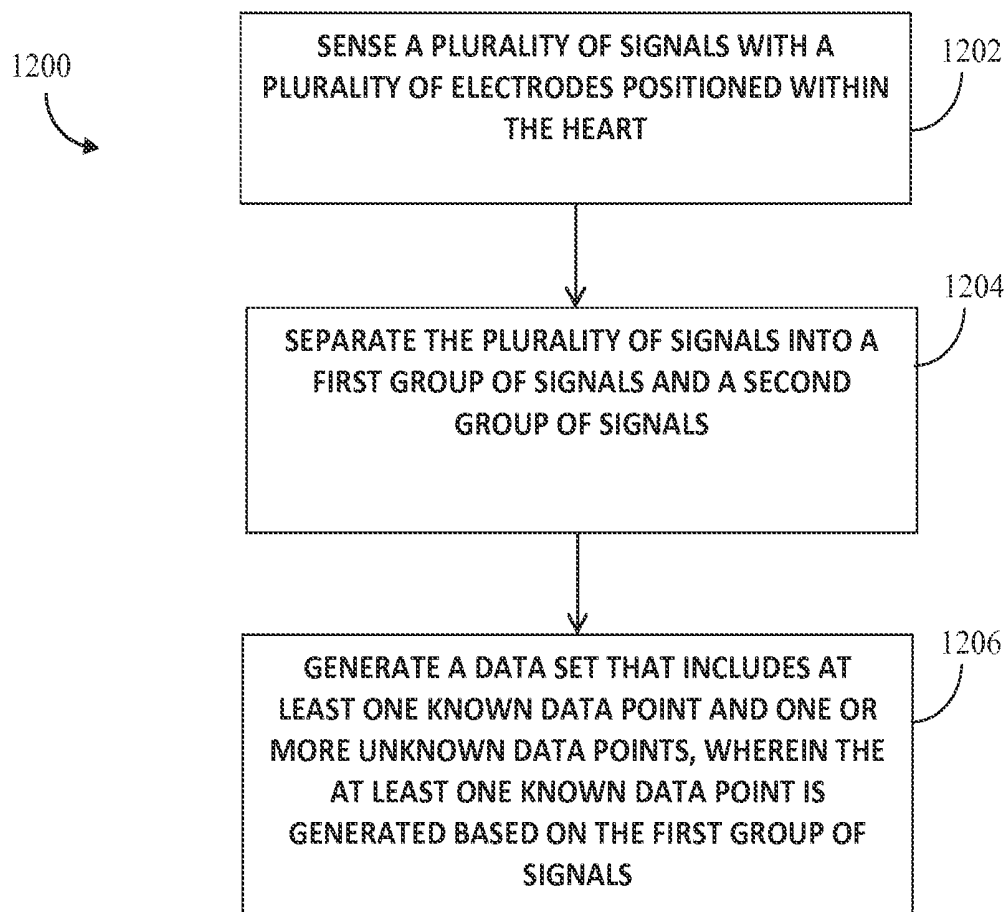 1200
SENSE A PLURALITY OF SIGNALS WITH A
PLURALITY OF ELECTRODES POSITIONED WITHIN
THE HEART
1202
SEPARATE THE PLURALITY OF SIGNALS INTO A
FIRST GROUP OF SIGNALS AND A SECOND
GROUP OF SIGNALS
1204
GENERATE A DATA SET THAT INCLUDES AT
LEAST ONE KNOWN DATA POINT AND ONE OR
MORE UNKNOWN DATA POINTS, WHEREIN THE
AT LEAST ONE KNOWN DATA POINT IS
GENERATED BASED ON THE FIRST GROUP OF
SIGNALS
1206